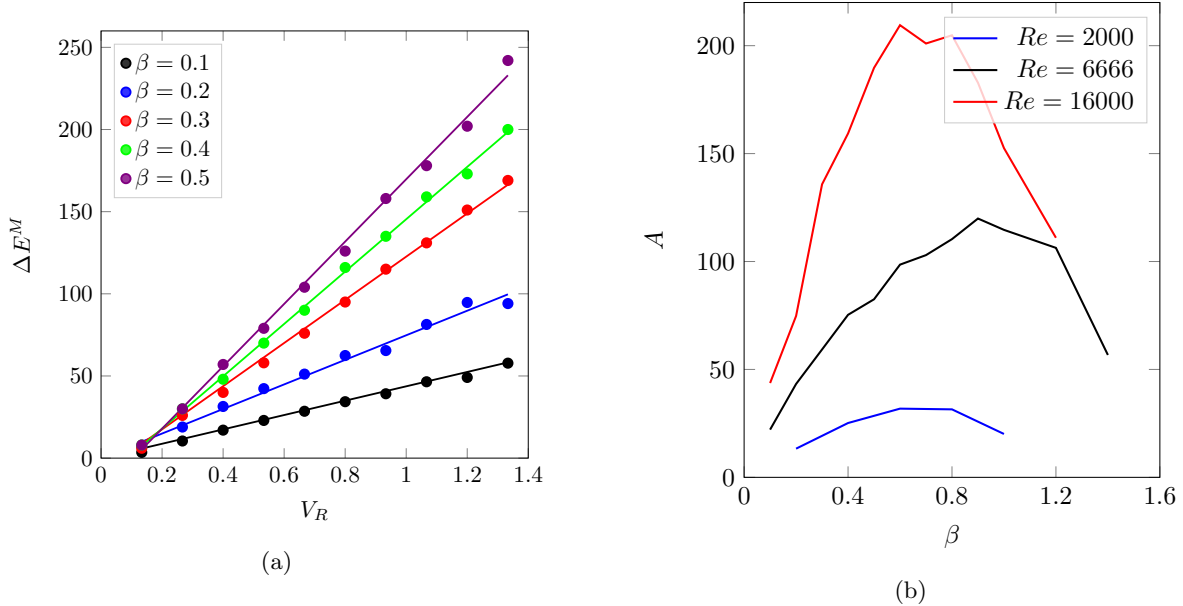 250
200
150
100
50
0
ΔE^M
β = 0.1
β = 0.2
β = 0.3
β = 0.4
β = 0.5
0 0.2 0.4 0.6 0.8 1 1.2 1.4
V_R
(a)
200
150
100
50
0
A
Re = 2000
Re = 6666
Re = 16000
0 0.4 0.8 1.2 1.6
β
(b)